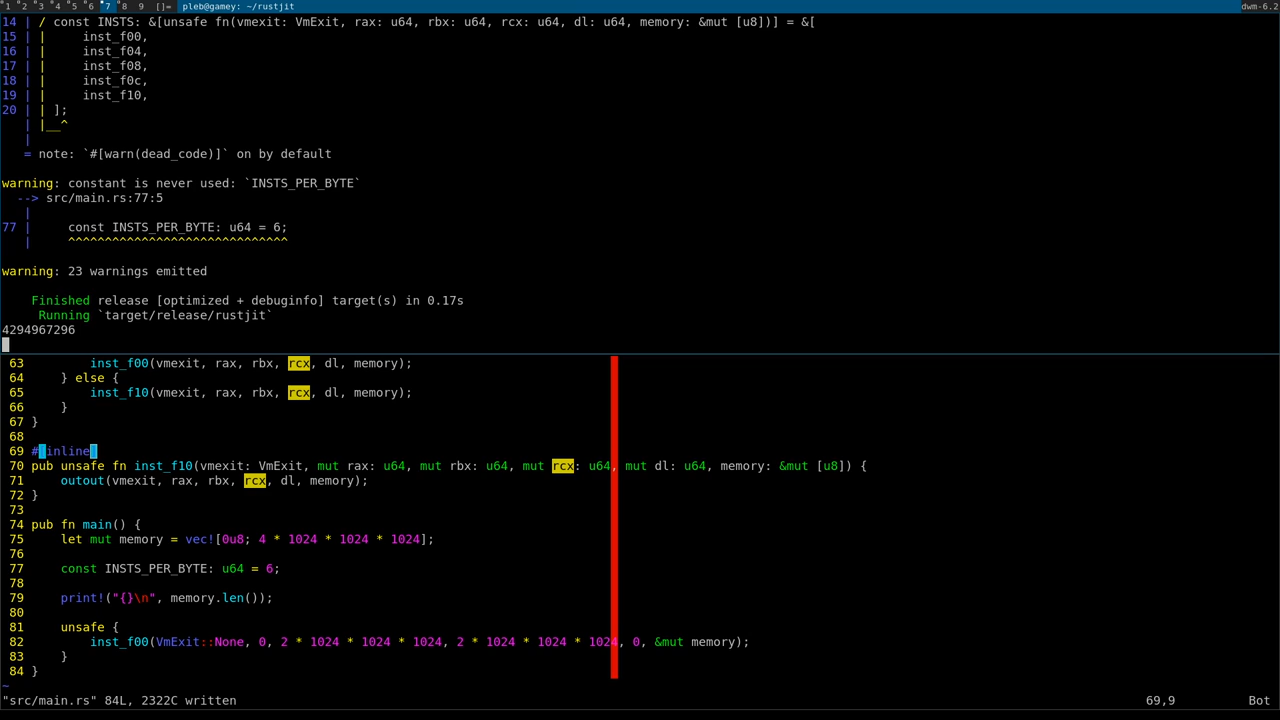 1 2 3 4 5 6 7 8 9 []= pleb@gamey: ~/rustjit dwm-6.2
14 | / const INSTS: &[unsafe fn(vmexit: VmExit, rax: u64, rbx: u64, rcx: u64, dl: u64, memory: &mut [u8])] = &[
15 | |     inst_f00,
16 | |     inst_f04,
17 | |     inst_f08,
18 | |     inst_f0c,
19 | |     inst_f10,
20 | | ];
   | |__^
   |
   = note: `#[warn(dead_code)]` on by default
warning: constant is never used: `INSTS_PER_BYTE`
  --> src/main.rs:77:5
   |
77 |     const INSTS_PER_BYTE: u64 = 6;
   |     ^^^^^^^^^^^^^^^^^^^^^^^^^^^^^^
warning: 23 warnings emitted
    Finished release [optimized + debuginfo] target(s) in 0.17s
     Running `target/release/rustjit`
4294967296
 63         inst_f00(vmexit, rax, rbx, rcx, dl, memory);
 64     } else {
 65         inst_f10(vmexit, rax, rbx, rcx, dl, memory);
 66     }
 67 }
 68
 69 #[inline]
 70 pub unsafe fn inst_f10(vmexit: VmExit, mut rax: u64, mut rbx: u64, mut rcx: u64, mut dl: u64, memory: &mut [u8]) {
 71     outout(vmexit, rax, rbx, rcx, dl, memory);
 72 }
 73
 74 pub fn main() {
 75     let mut memory = vec![0u8; 4 * 1024 * 1024 * 1024];
 76
 77     const INSTS_PER_BYTE: u64 = 6;
 78
 79     print!("{}\n", memory.len());
 80
 81     unsafe {
 82         inst_f00(VmExit::None, 0, 2 * 1024 * 1024 * 1024, 2 * 1024 * 1024 * 1024, 0, &mut memory);
 83     }
 84 }
~
"src/main.rs" 84L, 2322C written 69,9 Bot